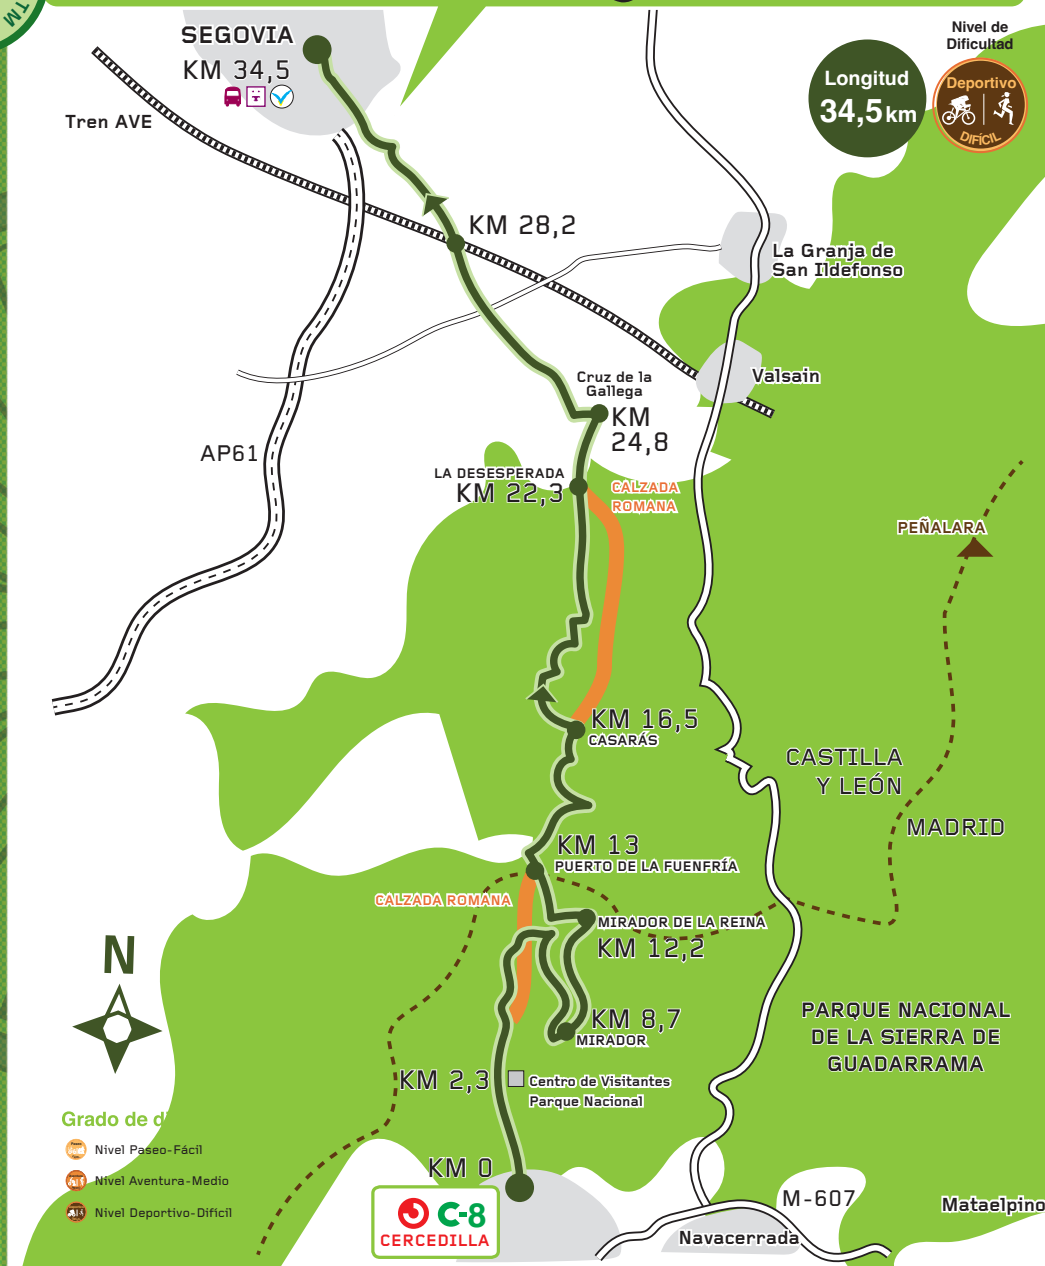 TM
SEGOVIA
KM 34,5
Tren AVE
Nivel de
Dificultad
Longitud
34,5 km
Deportivo
DIFÍCIL
KM 28,2
La Granja de
San Ildefonso
Valsain
Cruz de la
Gallega
KM
24,8
AP61
LA DESESPERADA
KM 22,3
CALZADA
ROMANA
PEÑALARA
KM 16,5
CASARÁS
CASTILLA
Y LEÓN
MADRID
KM 13
PUERTO DE LA FUENFRÍA
CALZADA ROMANA
MIRADOR DE LA REINA
KM 12,2
N
KM 8,7
MIRADOR
PARQUE NACIONAL
DE LA SIERRA DE
GUADARRAMA
KM 2,3
Centro de Visitantes
Parque Nacional
Grado de d
Nivel Paseo-Fácil
Nivel Aventura-Medio
Nivel Deportivo-Dificil
KM 0
C-8
CERCEDILLA
M-607
Navacerrada
Mataelpino